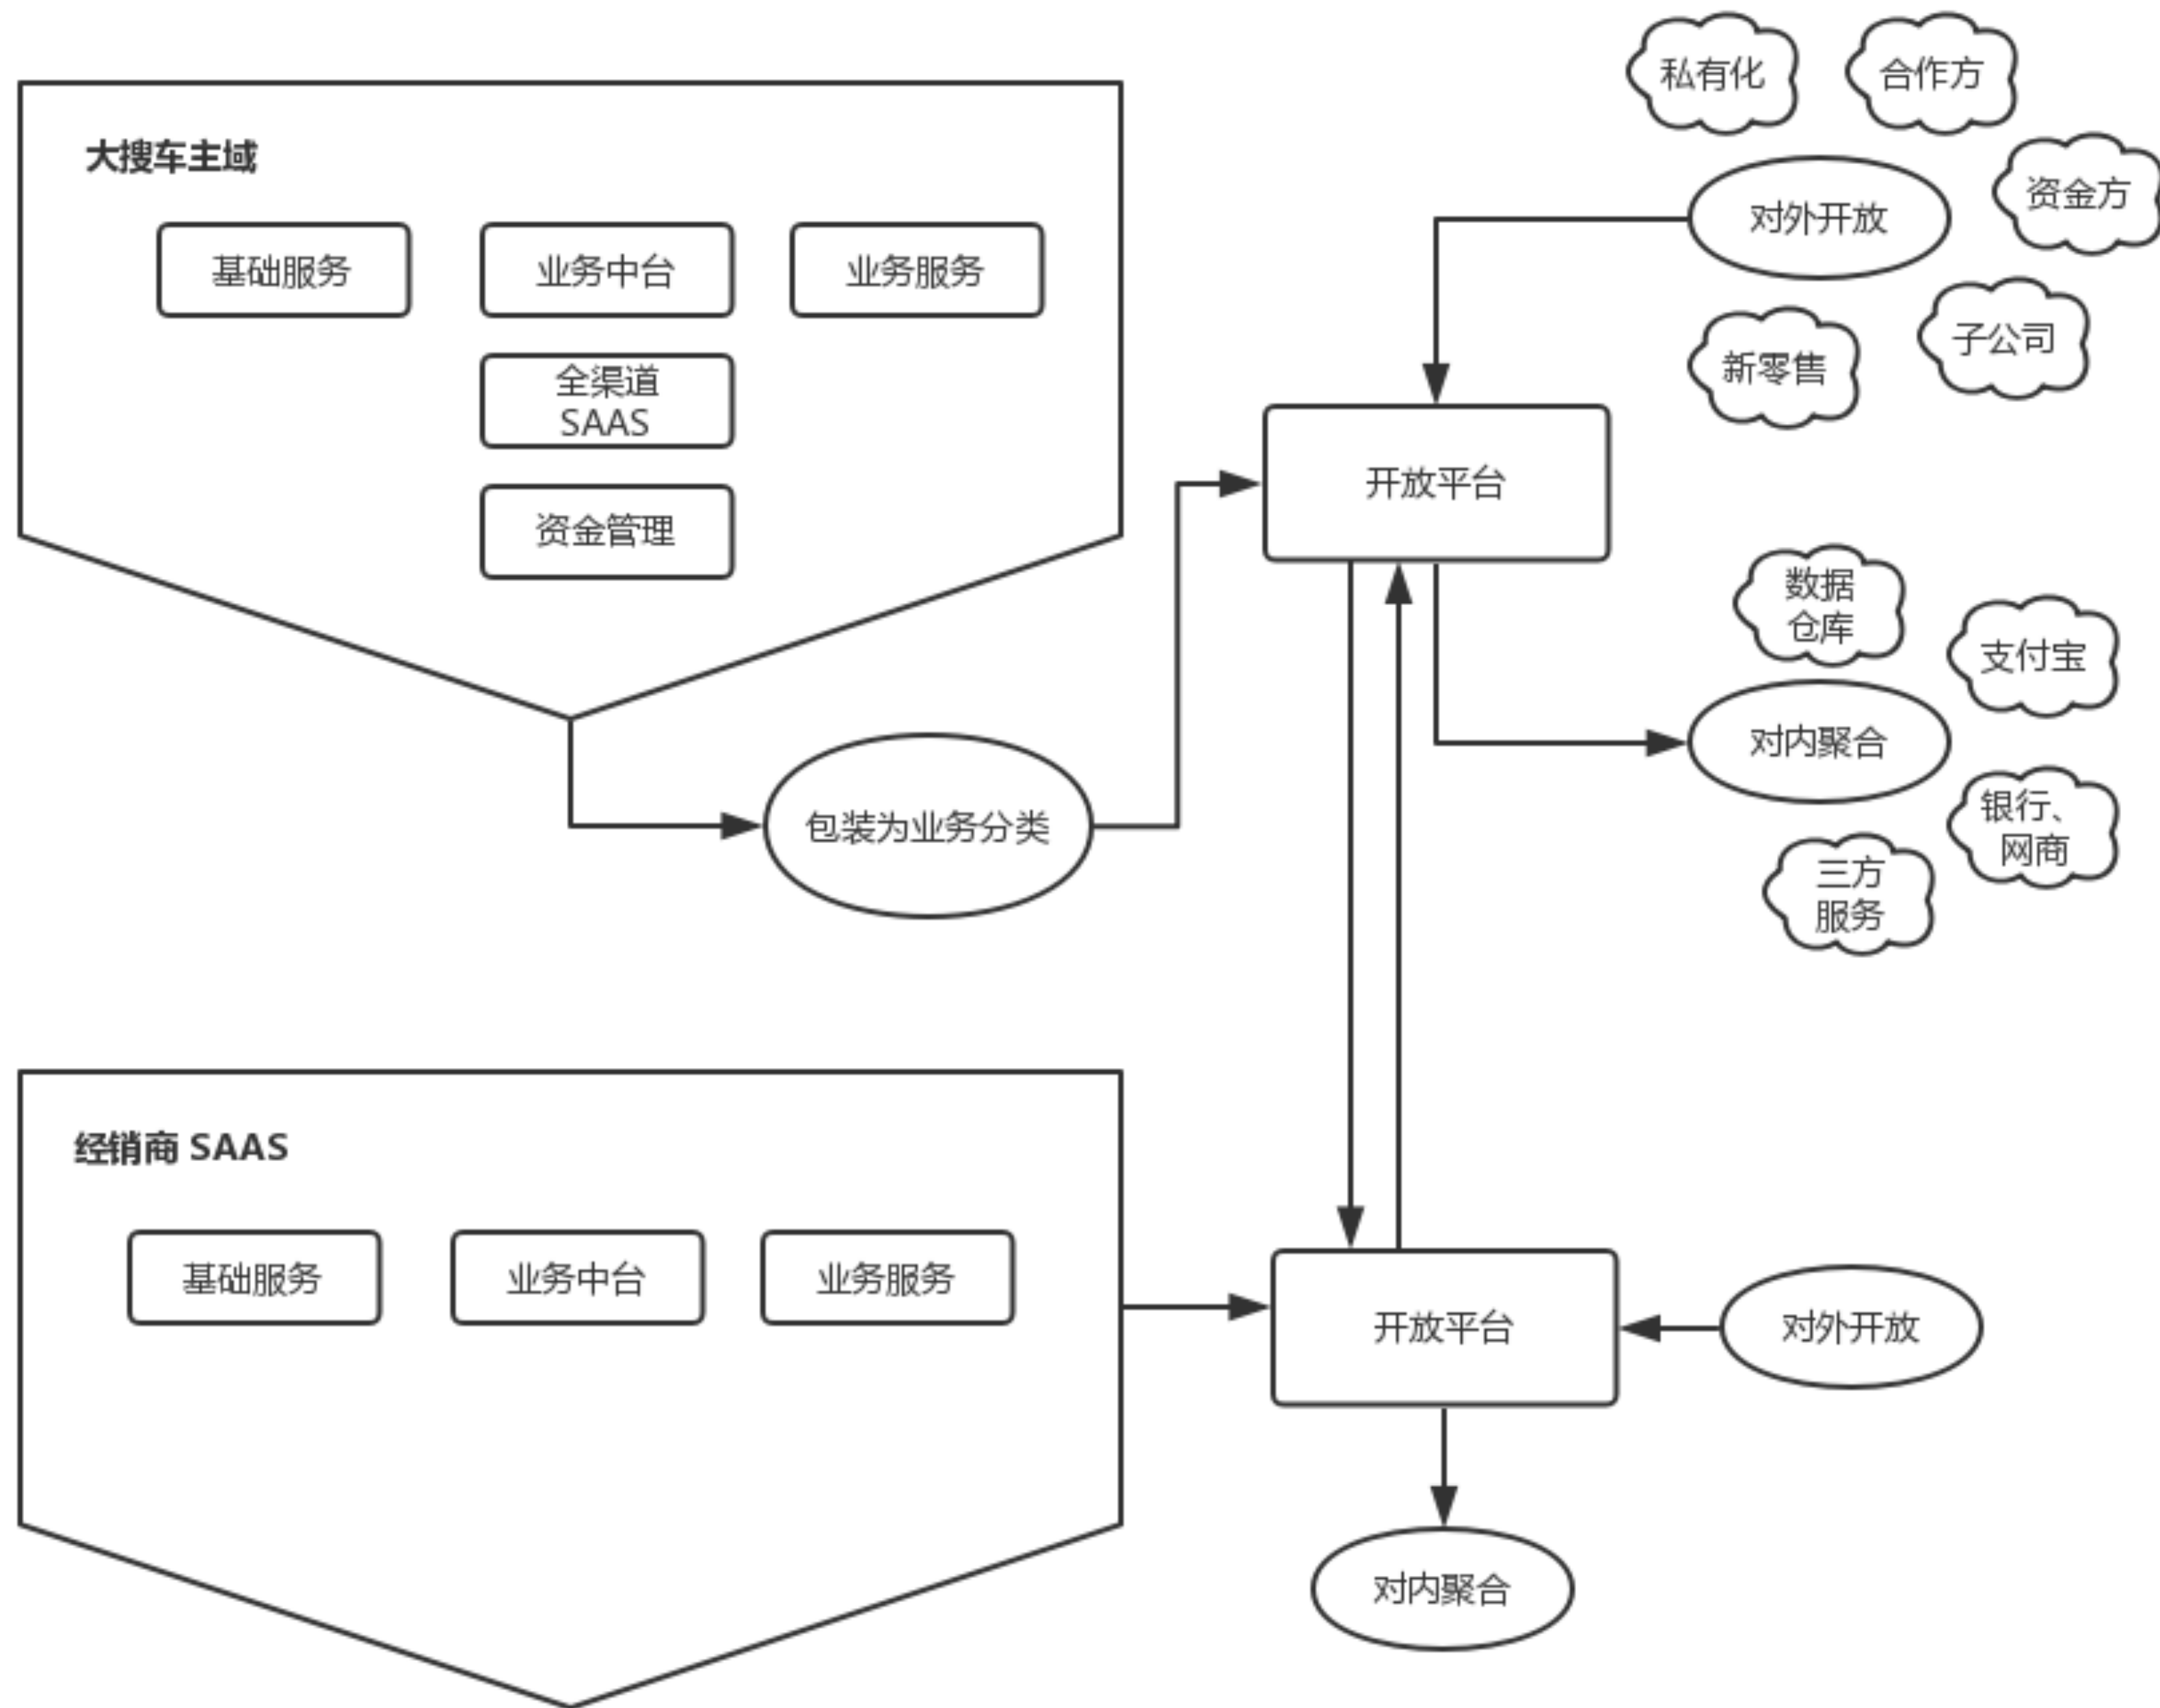 私有化
合作方
大搜车主域
资金方
对外开放
基础服务
业务中台
业务服务
子公司
新零售
全渠道
SAAS
开放平台
资金管理
数据
仓库
支付宝
对内聚合
包装为业务分类
银行、
网商
三方
服务
经销商 SAAS
基础服务
业务中台
业务服务
开放平台
对外开放
对内聚合